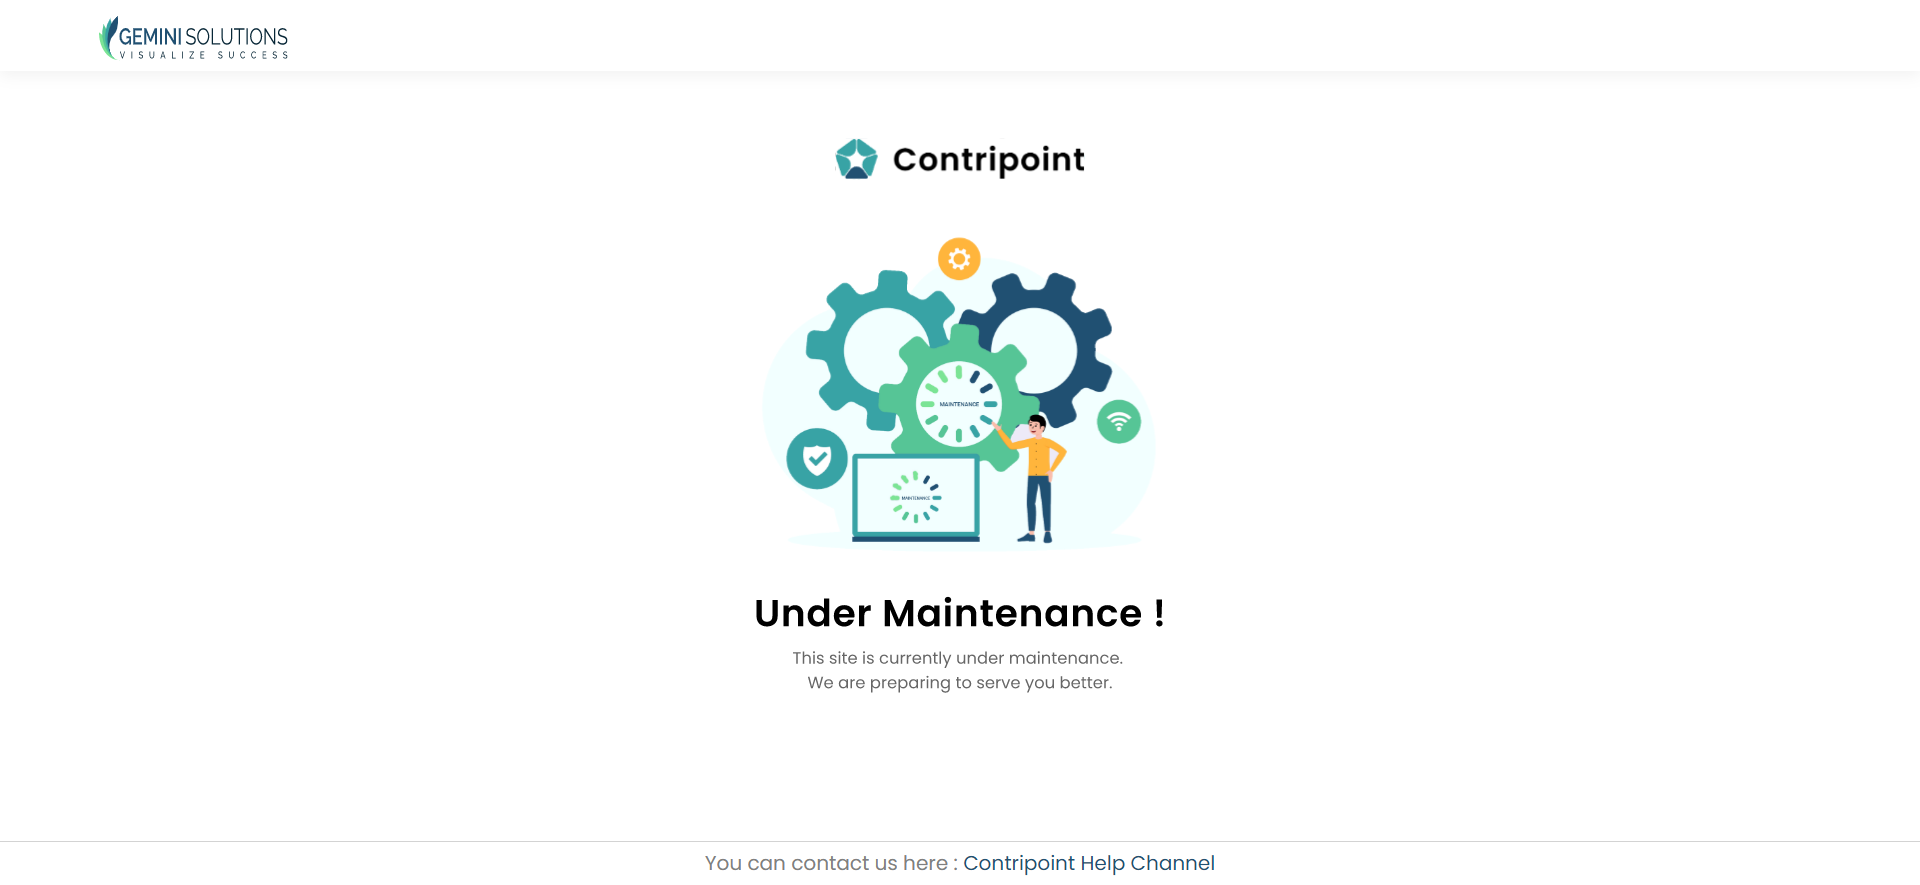 GEMINI SOLUTIONS
VISUALIZE SUCCESS
Contripoint
MAINTENANCE
MAINTENANCE
Under Maintenance !
This site is currently under maintenance.
We are preparing to serve you better.
You can contact us here : Contripoint Help Channel